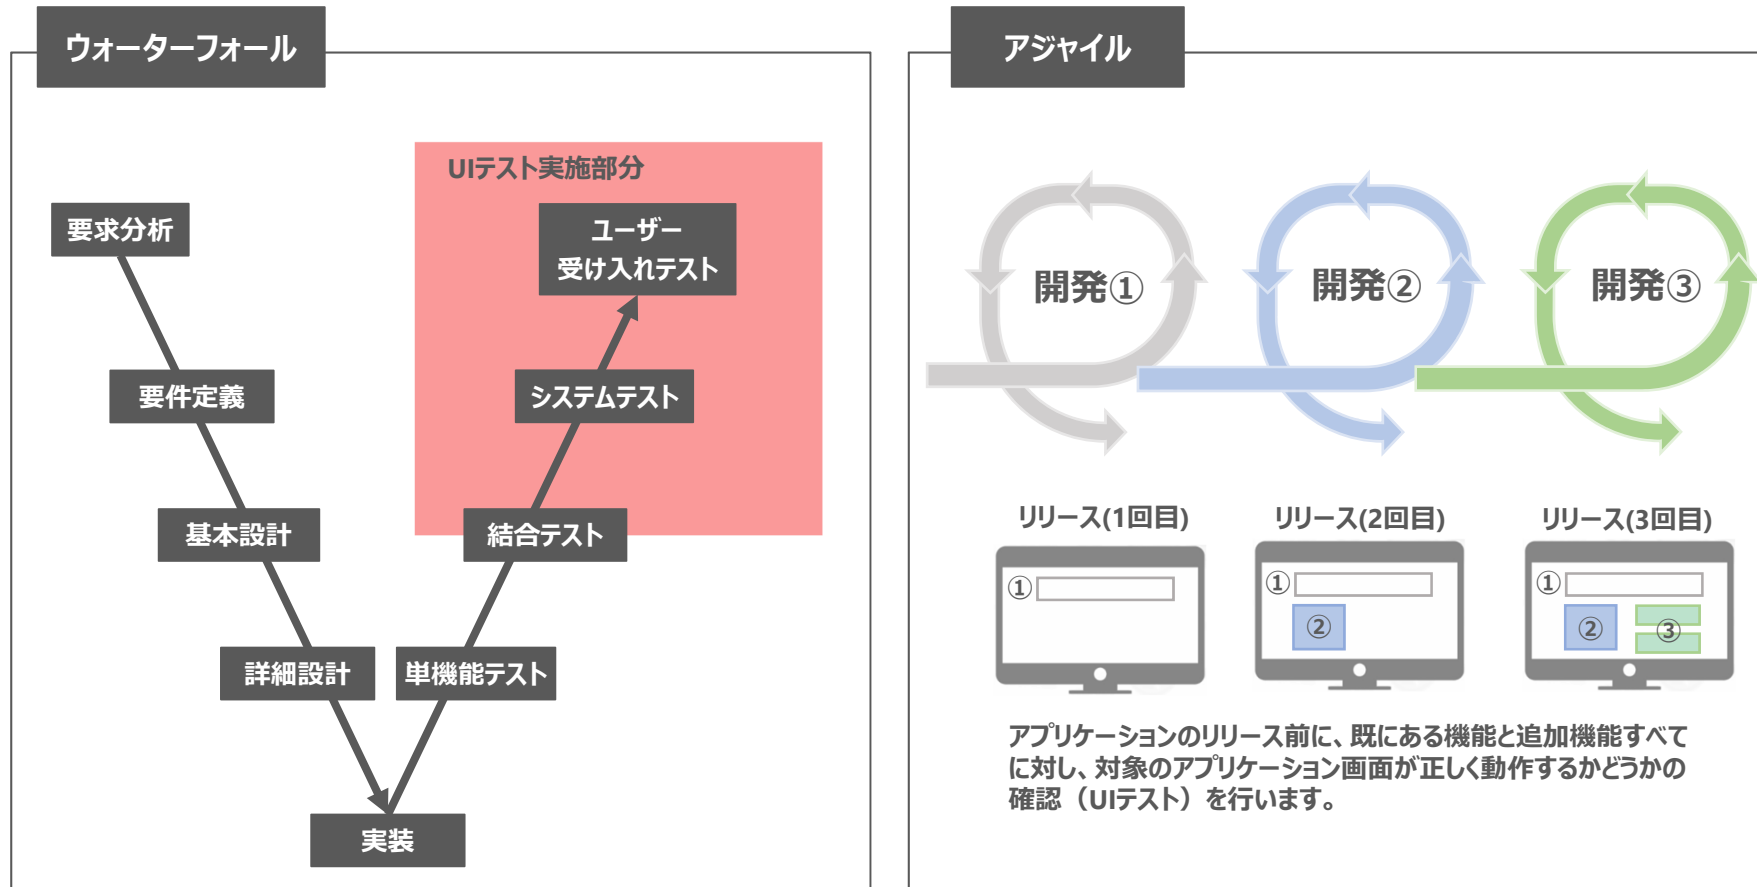 ウォーターフォール
UIテスト実施部分
要求分析
ユーザー
受け入れテスト
要件定義
システムテスト
基本設計
結合テスト
詳細設計
単機能テスト
実装
アジャイル
開発①
開発②
開発③
リリース(1回目)
リリース(2回目)
リリース(3回目)
①
①
②
①
②
③
アプリケーションのリリース前に、既にある機能と追加機能すべて
に対し、対象のアプリケーション画面が正しく動作するかどうかの
確認（UIテスト）を行います。